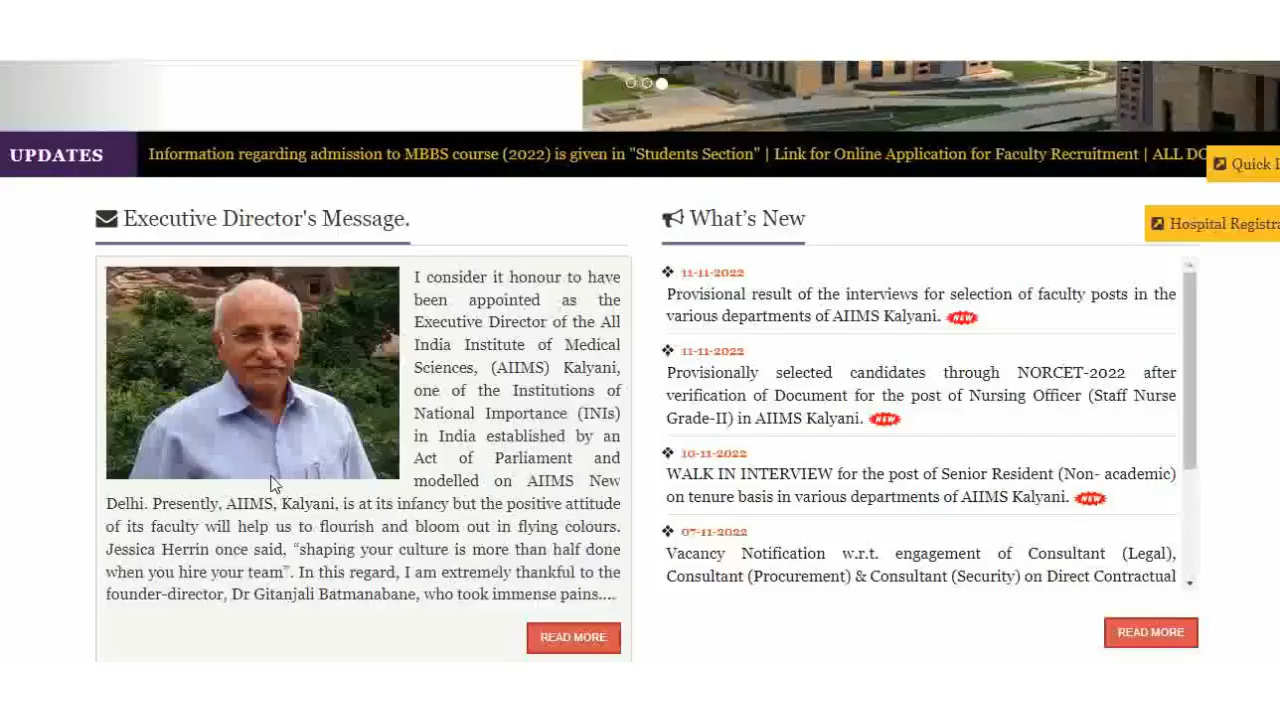 UPDATES
Information regarding admission to MBBS course (2022) is given in "Students Section" | Link for Online Application for Faculty Recruitment | ALL DO
Quick
Executive Director's Message.
What's New
Hospital Registra
I consider it honour to have
been appointed as the
Executive Director of the All
India Institute of Medical
Sciences, (AIIMS) Kalyani,
one of the Institutions of
National Importance (INIs)
in India established by an
Act of Parliament and
modelled on AIIMS New
Delhi. Presently, AIIMS, Kalyani, is at its infancy but the positive attitude
of its faculty will help us to flourish and bloom out in flying colours.
Jessica Herrin once said, “shaping your culture is more than half done
when you hire your team”. In this regard, I am extremely thankful to the
founder-director, Dr Gitanjali Batmanabane, who took immense pains....
READ MORE
11-11-2022
Provisional result of the interviews for selection of faculty posts in the
various departments of AIIMS Kalyani. NEW
11-11-2022
Provisionally selected candidates through NORCET-2022 after
verification of Document for the post of Nursing Officer (Staff Nurse
Grade-II) in AIIMS Kalyani. NEW
10-11-2022
WALK IN INTERVIEW for the post of Senior Resident (Non- academic)
on tenure basis in various departments of AIIMS Kalyani. NEW
07-11-2022
Vacancy Notification w.r.t. engagement of Consultant (Legal),
Consultant (Procurement) & Consultant (Security) on Direct Contractual
READ MORE